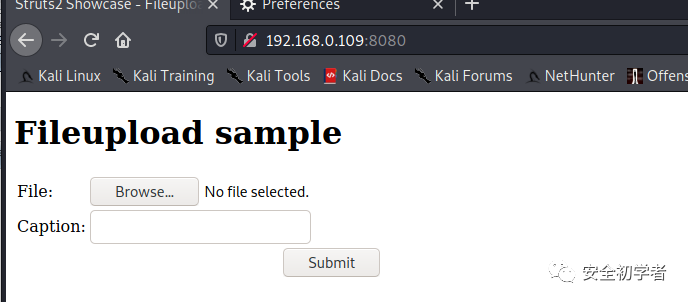 Struts2 Showcase - Fileuploa
Preferences
192.168.0.109:8080
Kali Linux Kali Training Kali Tools Kali Docs Kali Forums NetHunter Offens
Fileupload sample
File: Browse... No file selected.
Caption:
Submit
安全初学者